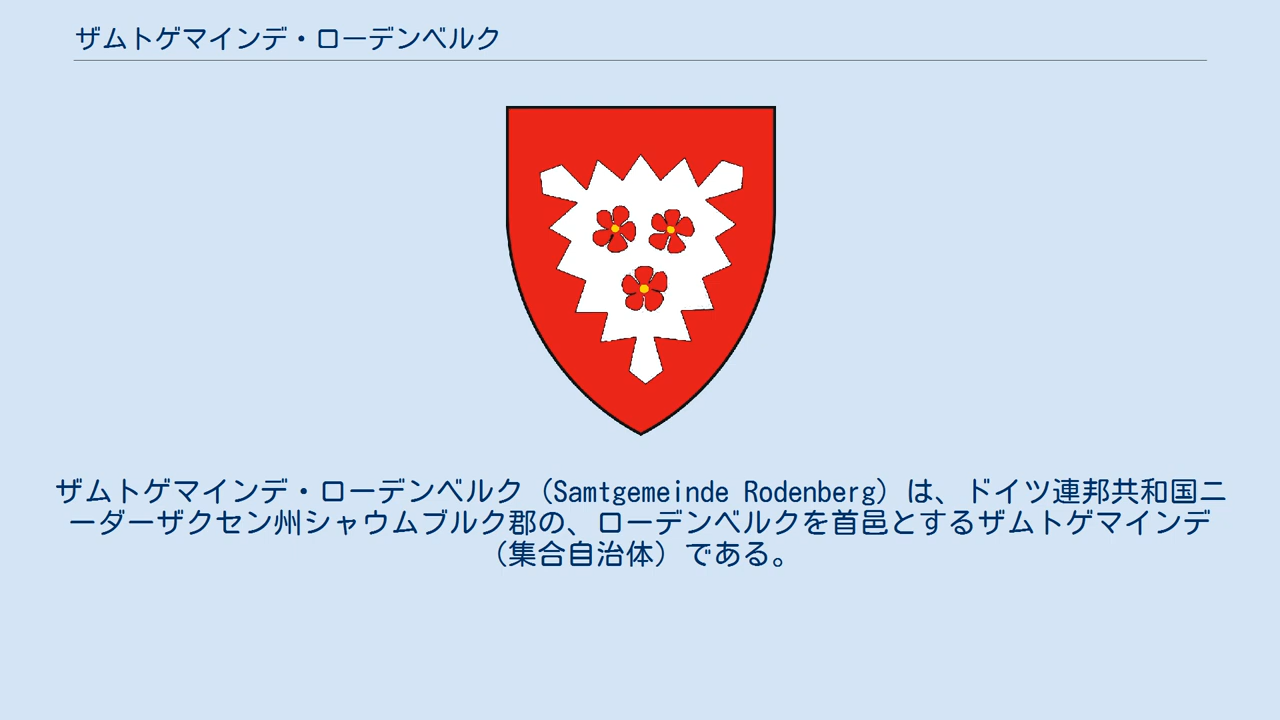 ザムトゲマインデ・ローデンベルク
ザムトゲマインデ・ローデンベルク（Samtgemeinde Rodenberg）は、ドイツ連邦共和国ニ
ーダーザクセン州シャウムブルク郡の、ローデンベルクを首邑とするザムトゲマインデ
（集合自治体）である。